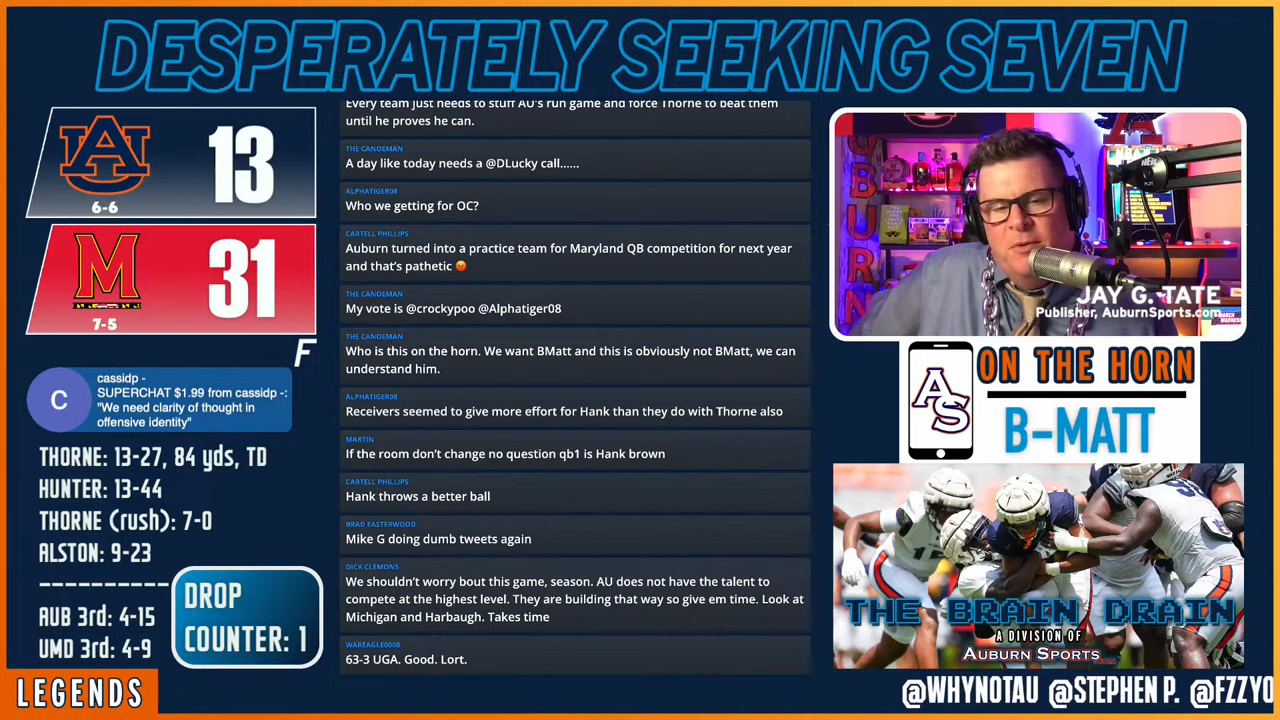 DESPERATELY SEEKING SEVEN
AU
13
6-6
M
31
7-5
F
C
cassidp -
SUPERCHAT $1.99 from cassidp -:
"We need clarity of thought in
offensive identity"
THORNE: 13-27, 84 yds, TD
HUNTER: 13-44
THORNE (rush): 7-0
ALSTON: 9-23
----------
AUB 3rd: 4-15
UMD 3rd: 4-9
DROP
COUNTER: 1
Every team just needs to stuff AU's run game and force Thorne to beat them
until he proves he can.
THE CANOEMAN
A day like today needs a @DLucky call......
ALPHATIGER08
Who we getting for OC?
CARTELL PHILLIPS
Auburn turned into a practice team for Maryland QB competition for next year
and that's pathetic 😡
THE CANOEMAN
My vote is @crockypoo @Alphatiger08
THE CANOEMAN
Who is this on the horn. We want BMatt and this is obviously not BMatt, we can
understand him.
ALPHATIGER08
Receivers seemed to give more effort for Hank than they do with Thorne also
MARTIN
If the room don't change no question qb1 is Hank brown
CARTELL PHILLIPS
Hank throws a better ball
BRAD EASTERWOOD
Mike G doing dumb tweets again
DICK CLEMONS
We shouldn't worry bout this game, season. AU does not have the talent to
compete at the highest level. They are building that way so give em time. Look at
Michigan and Harbaugh. Takes time
WAREAGLE0008
63-3 UGA. Good. Lort.
JAY G. TATE
Publisher, AuburnSports.com
AS
ON THE HORN
B-MATT
THE BRAIN DRAIN
A DIVISION OF
AUBURN SPORTS.COM
LEGENDS
@WHYNOTAU @STEPHEN P. @FZZYO